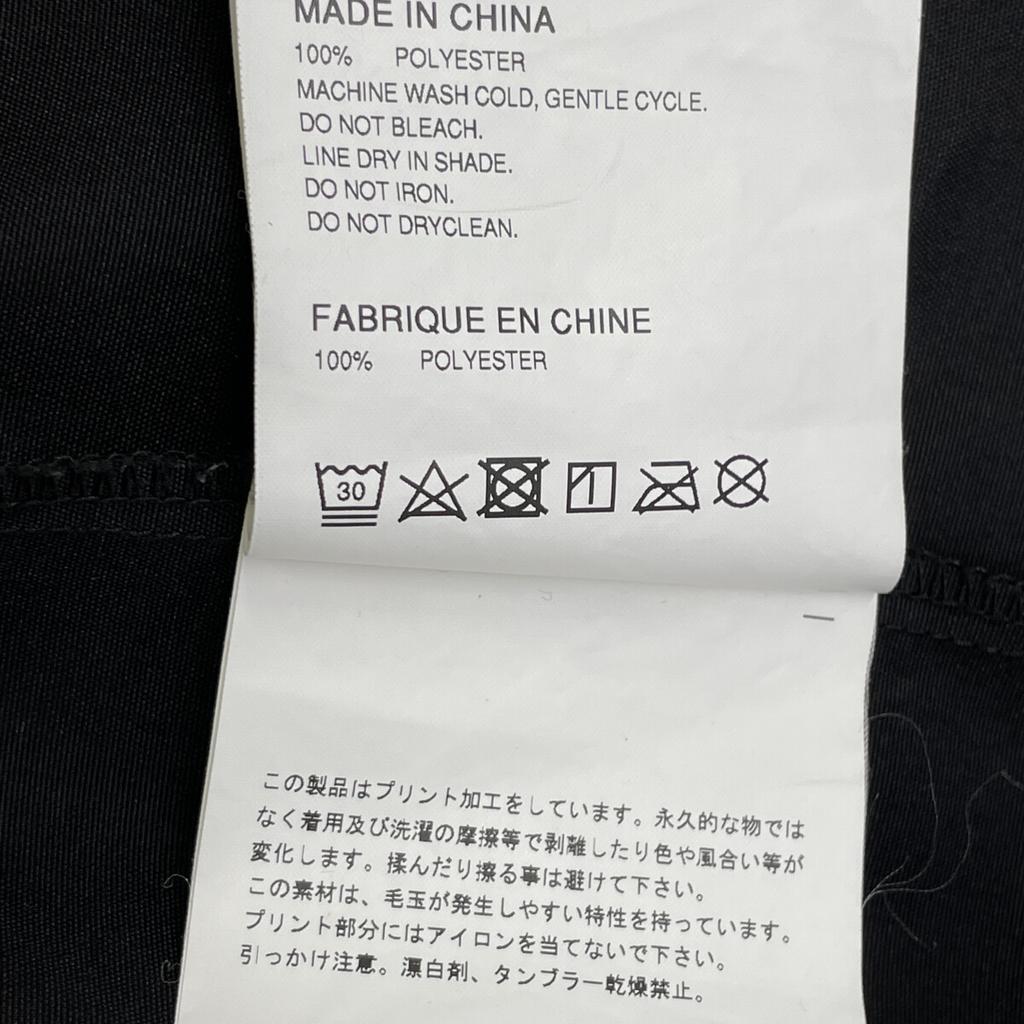 MADE IN CHINA
100% POLYESTER
MACHINE WASH COLD, GENTLE CYCLE.
DO NOT BLEACH.
LINE DRY IN SHADE.
DO NOT IRON.
DO NOT DRYCLEAN.
FABRIQUE EN CHINE
100% POLYESTER
30
この製品はプリント加工をしています。永久的な物では
なく着用及び洗濯の摩擦等で剥離したり色や風合い等が
変化します。揉んだり擦る事は避けて下さい。
この素材は、毛玉が発生しやすい特性を持っています。
プリント部分にはアイロンを当てないで下さい。
引っかけ注意。漂白剤、タンブラー乾燥禁止。